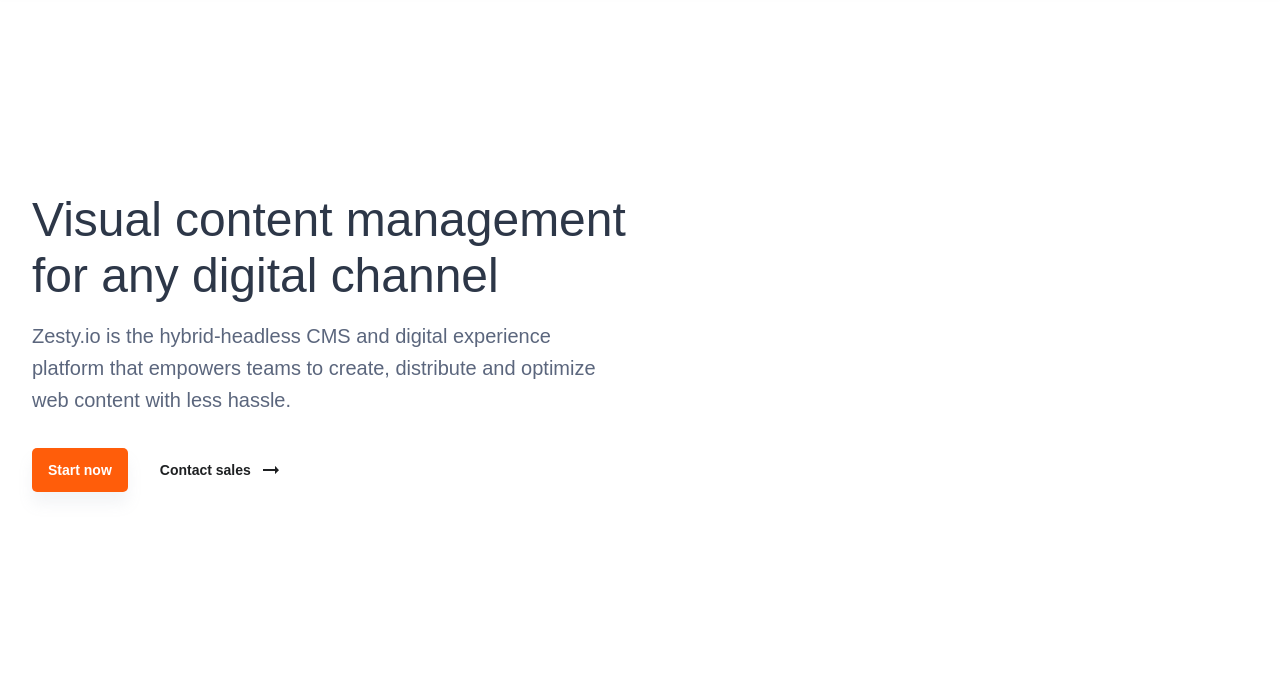 Visual content management
for any digital channel
Zesty.io is the hybrid-headless CMS and digital experience
platform that empowers teams to create, distribute and optimize
web content with less hassle.
Start now
Contact sales